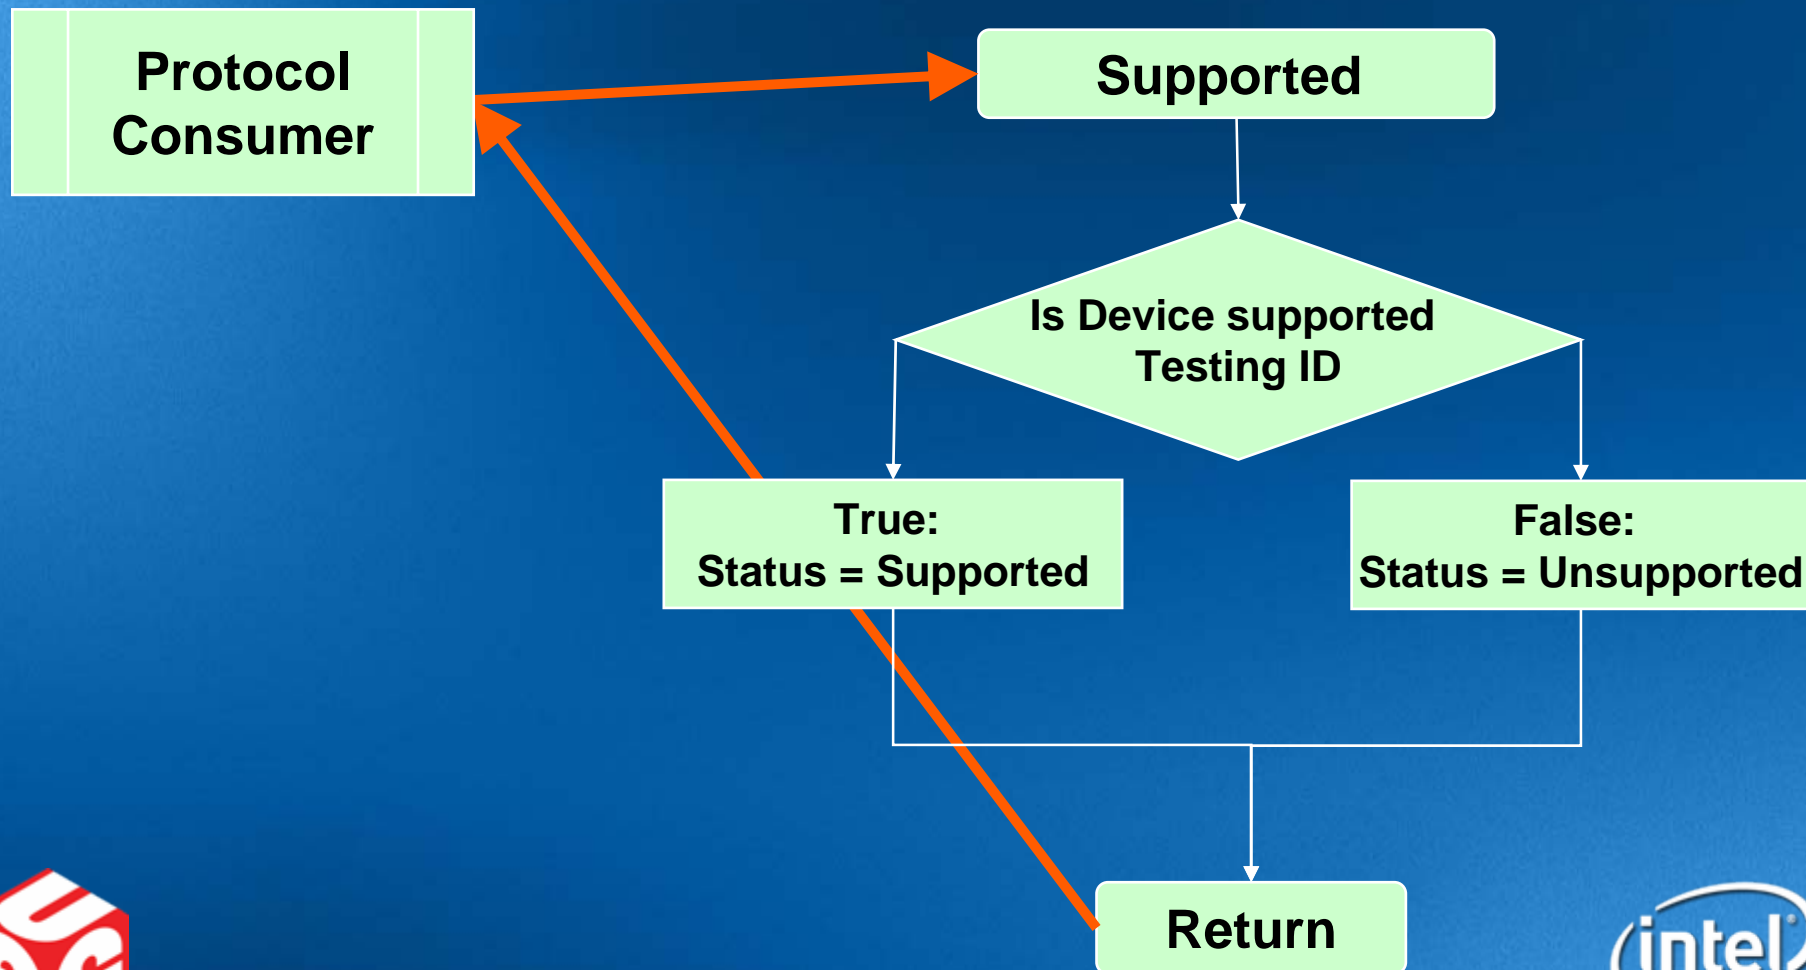 Protocol
Consumer
Supported
Is Device supported
Testing ID
True:
Status = Supported
False:
Status = Unsupported
Return
intel